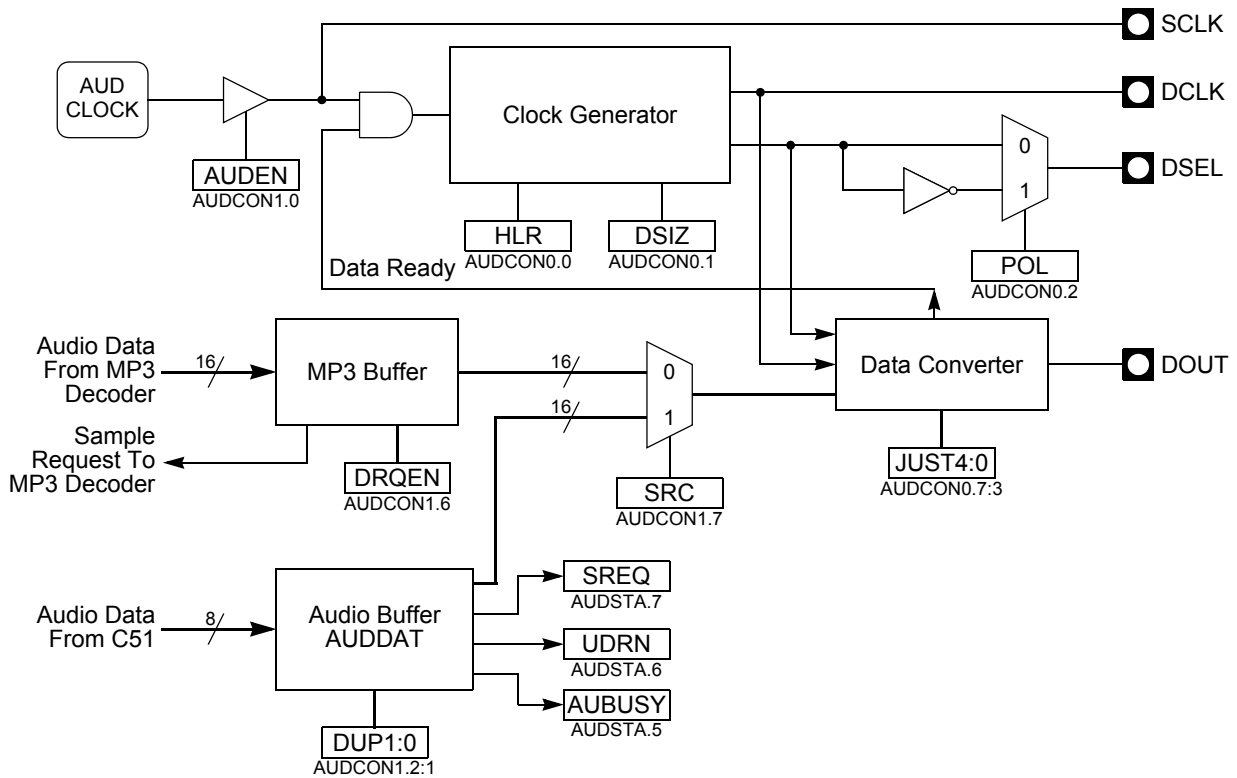 SCLK
AUD
CLOCK
Clock Generator
DCLK
0
1
DSEL
AUDEN
AUDCON1.0
HLR
AUDCON0.0
DSIZ
AUDCON0.1
POL
AUDCON0.2
Data Ready
Audio Data
From MP3
Decoder
16
MP3 Buffer
16
0
16
1
Data Converter
DOUT
Sample
Request To
MP3 Decoder
DRQEN
AUDCON1.6
SRC
AUDCON1.7
JUST4:0
AUDCON0.7:3
Audio Data
From C51
8
Audio Buffer
AUDDAT
SREQ
AUDSTA.7
UDRN
AUDSTA.6
AUBUSY
AUDSTA.5
DUP1:0
AUDCON1.2:1